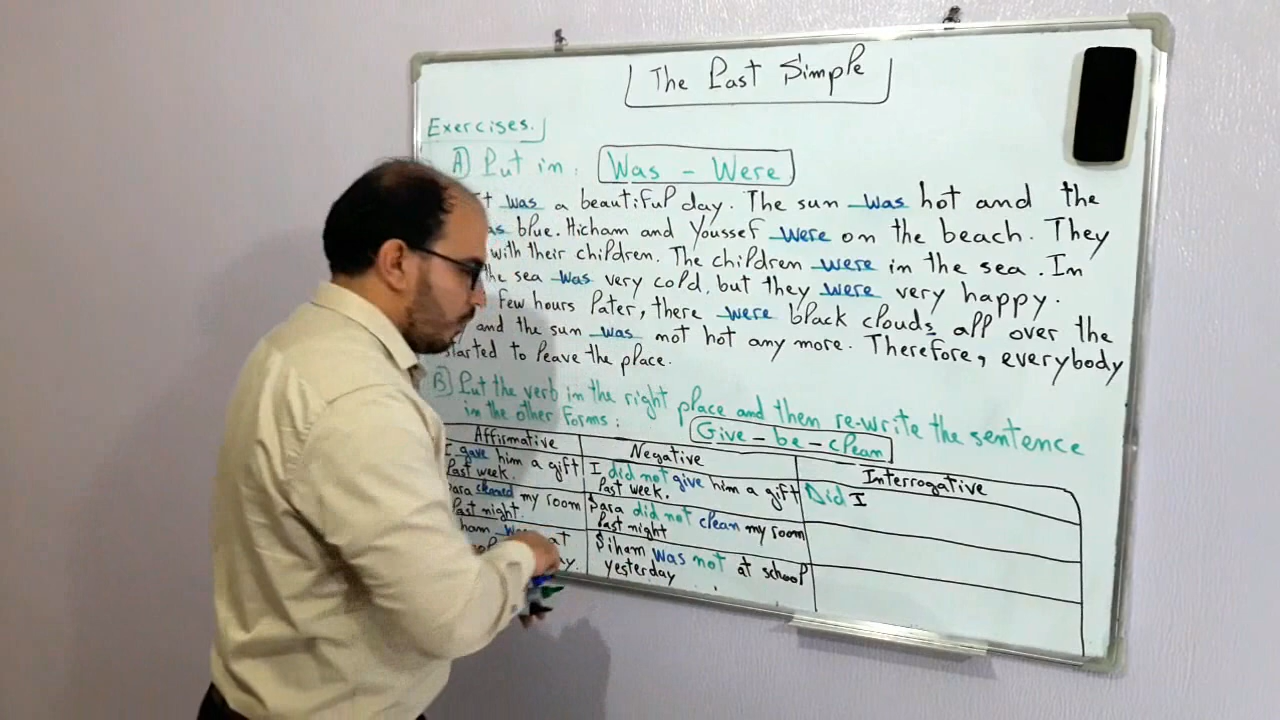 The Past Simple
Exercises.
A) Put in: Was - Were
was a beautiful day. The sun was hot and the
blue. Hicham and Youssef were on the beach. They
with their children. The children were in the sea. In
the sea was very cold, but they were very happy.
few hours later, there were black clouds all over the
and the sun was not hot any more. Therefore, everybody
started to leave the place.
B) Put the verb in the right place and then re-write the sentence
in the other forms: Give - be - clean
Affirmative Negative Interrogative
I gave him a gift I did not give him a gift Did I
last week. last week.
cleaned my room Sara did not clean my room
last night. last night
at Siham was not at school
yesterday